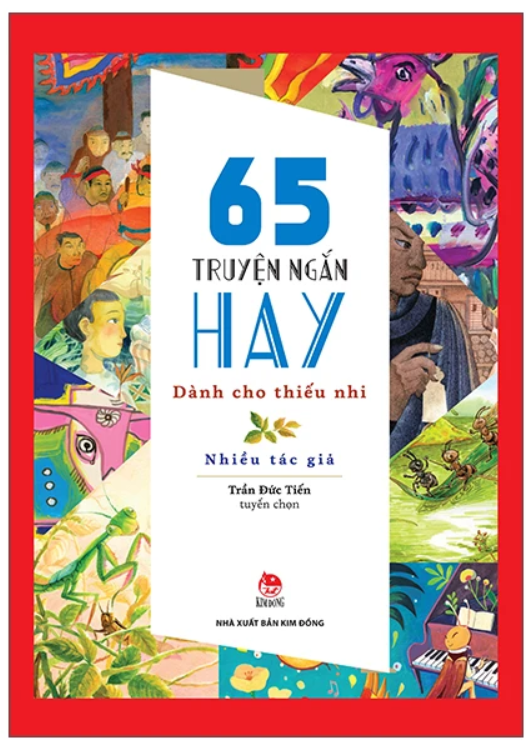 65
TRUYỆN NGẮN
HAY
Dành cho thiếu nhi
Nhiều tác giả
Trần Đức Tiến
tuyển chọn
KIM ĐỒNG
NHÀ XUẤT BẢN KIM ĐỒNG